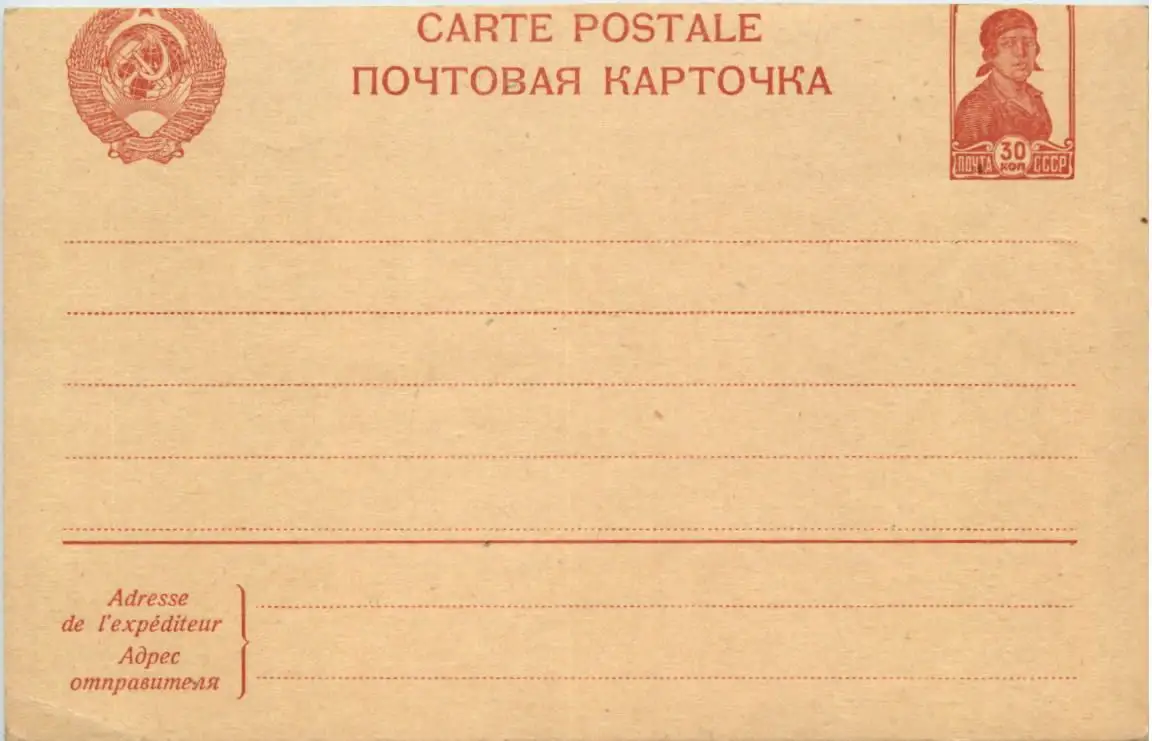 CARTE POSTALE
ПОЧТОВАЯ КАРТОЧКА
ПОЧТА 30 КОП СССР
Adresse
de l'expéditeur
Адрес
отправителя